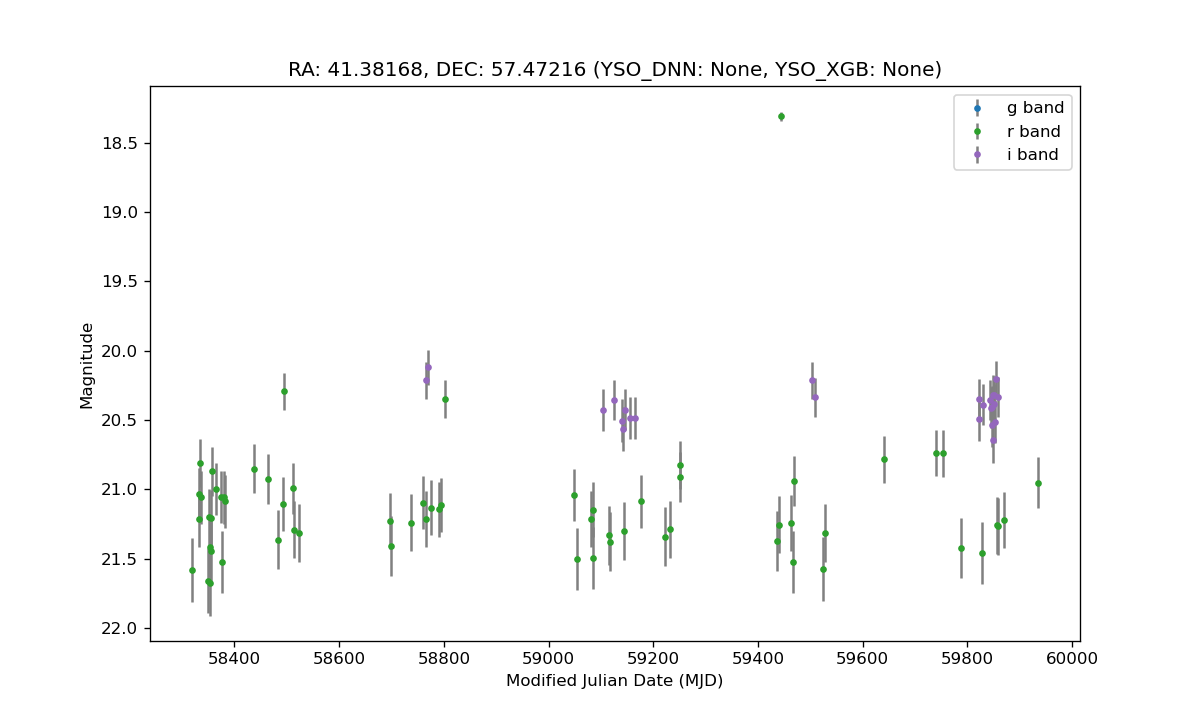 RA: 41.38168, DEC: 57.47216 (YSO_DNN: None, YSO_XGB: None)
g band
r band
i band
18.5
19.0
19.5
20.0
20.5
21.0
21.5
22.0
Magnitude
58400 58600 58800 59000 59200 59400 59600 59800 60000
Modified Julian Date (MJD)